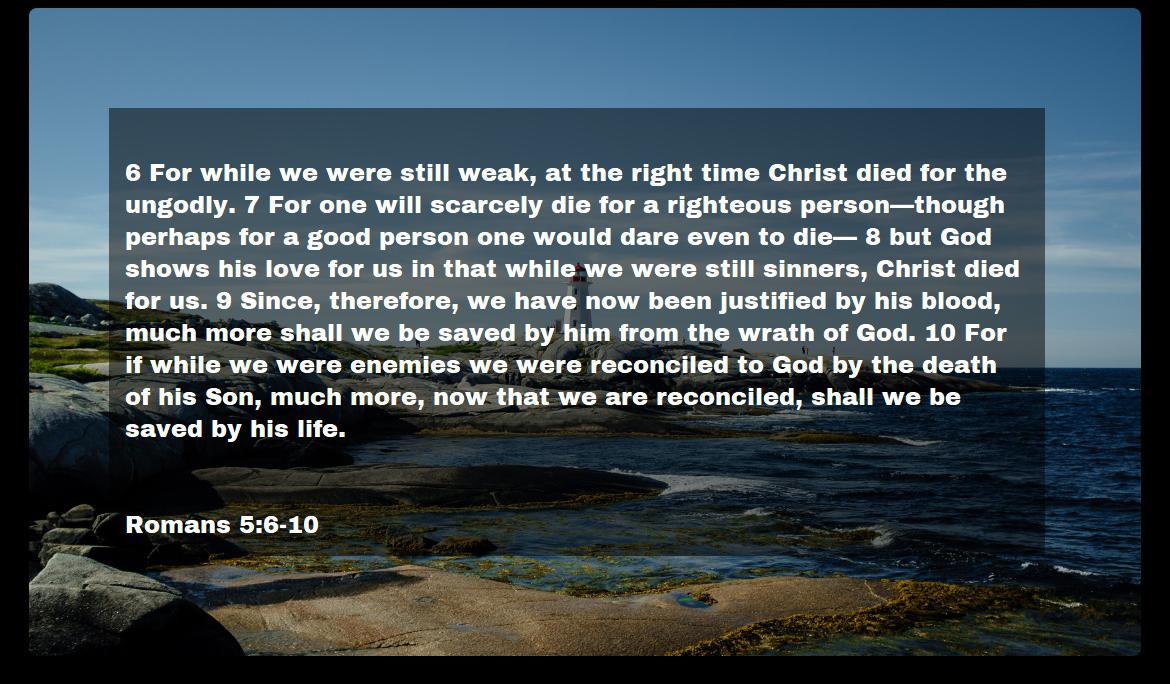 6 For while we were still weak, at the right time Christ died for the
ungodly. 7 For one will scarcely die for a righteous person—though
perhaps for a good person one would dare even to die— 8 but God
shows his love for us in that while we were still sinners, Christ died
for us. 9 Since, therefore, we have now been justified by his blood,
much more shall we be saved by him from the wrath of God. 10 For
if while we were enemies we were reconciled to God by the death
of his Son, much more, now that we are reconciled, shall we be
saved by his life.
Romans 5:6-10